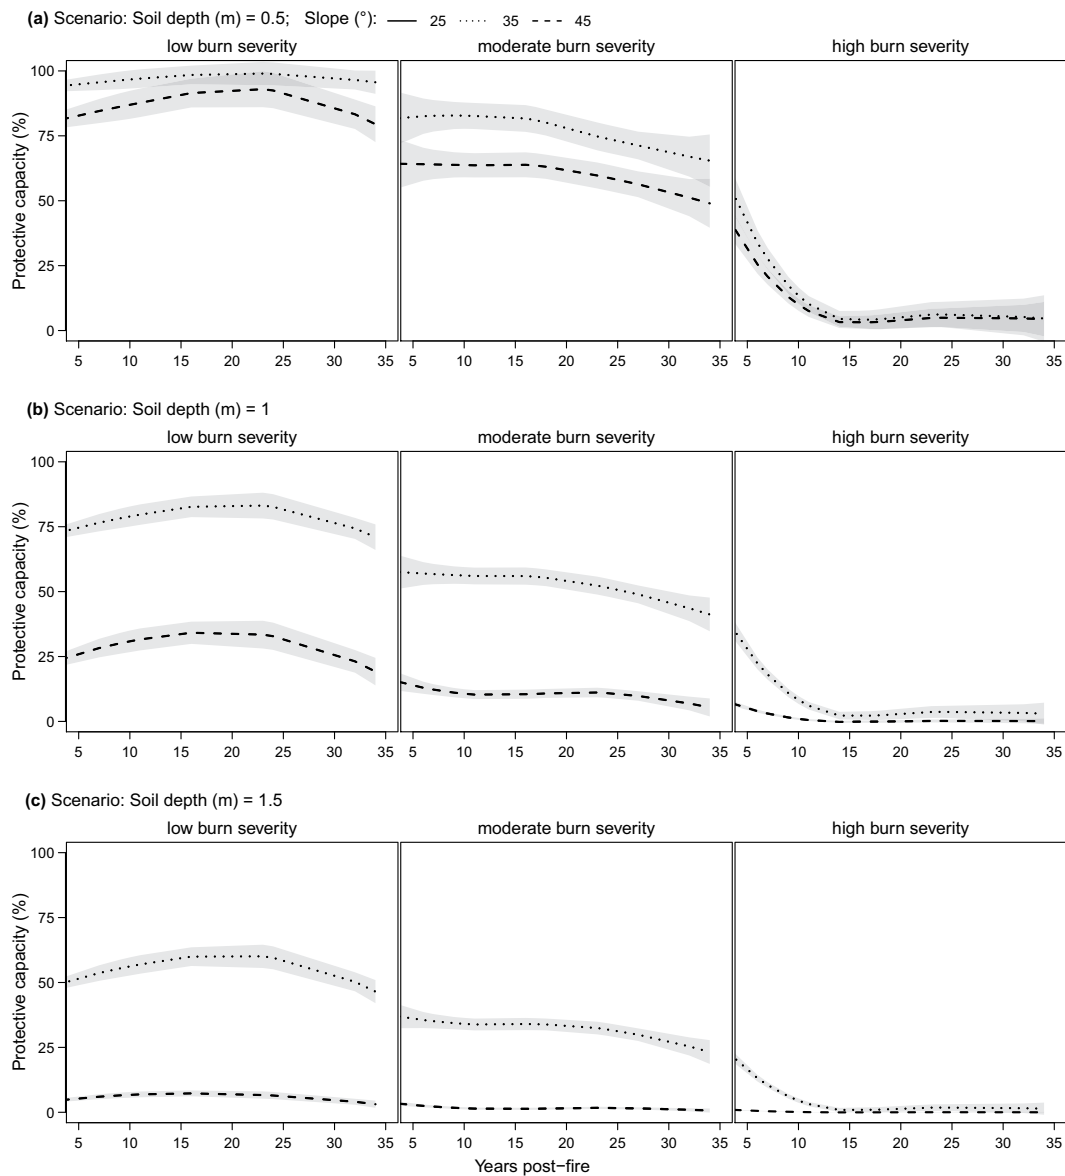 (a) Scenario: Soil depth (m) = 0.5; Slope (°): 25 35 45
low burn severity moderate burn severity high burn severity
Protective capacity (%)
100
75
50
25
0
5 10 15 20 25 30 35 5 10 15 20 25 30 35 5 10 15 20 25 30 35
(b) Scenario: Soil depth (m) = 1
low burn severity moderate burn severity high burn severity
Protective capacity (%)
100
75
50
25
0
5 10 15 20 25 30 35 5 10 15 20 25 30 35 5 10 15 20 25 30 35
(c) Scenario: Soil depth (m) = 1.5
low burn severity moderate burn severity high burn severity
Protective capacity (%)
100
75
50
25
0
5 10 15 20 25 30 35 5 10 15 20 25 30 35 5 10 15 20 25 30 35
Years post−fire